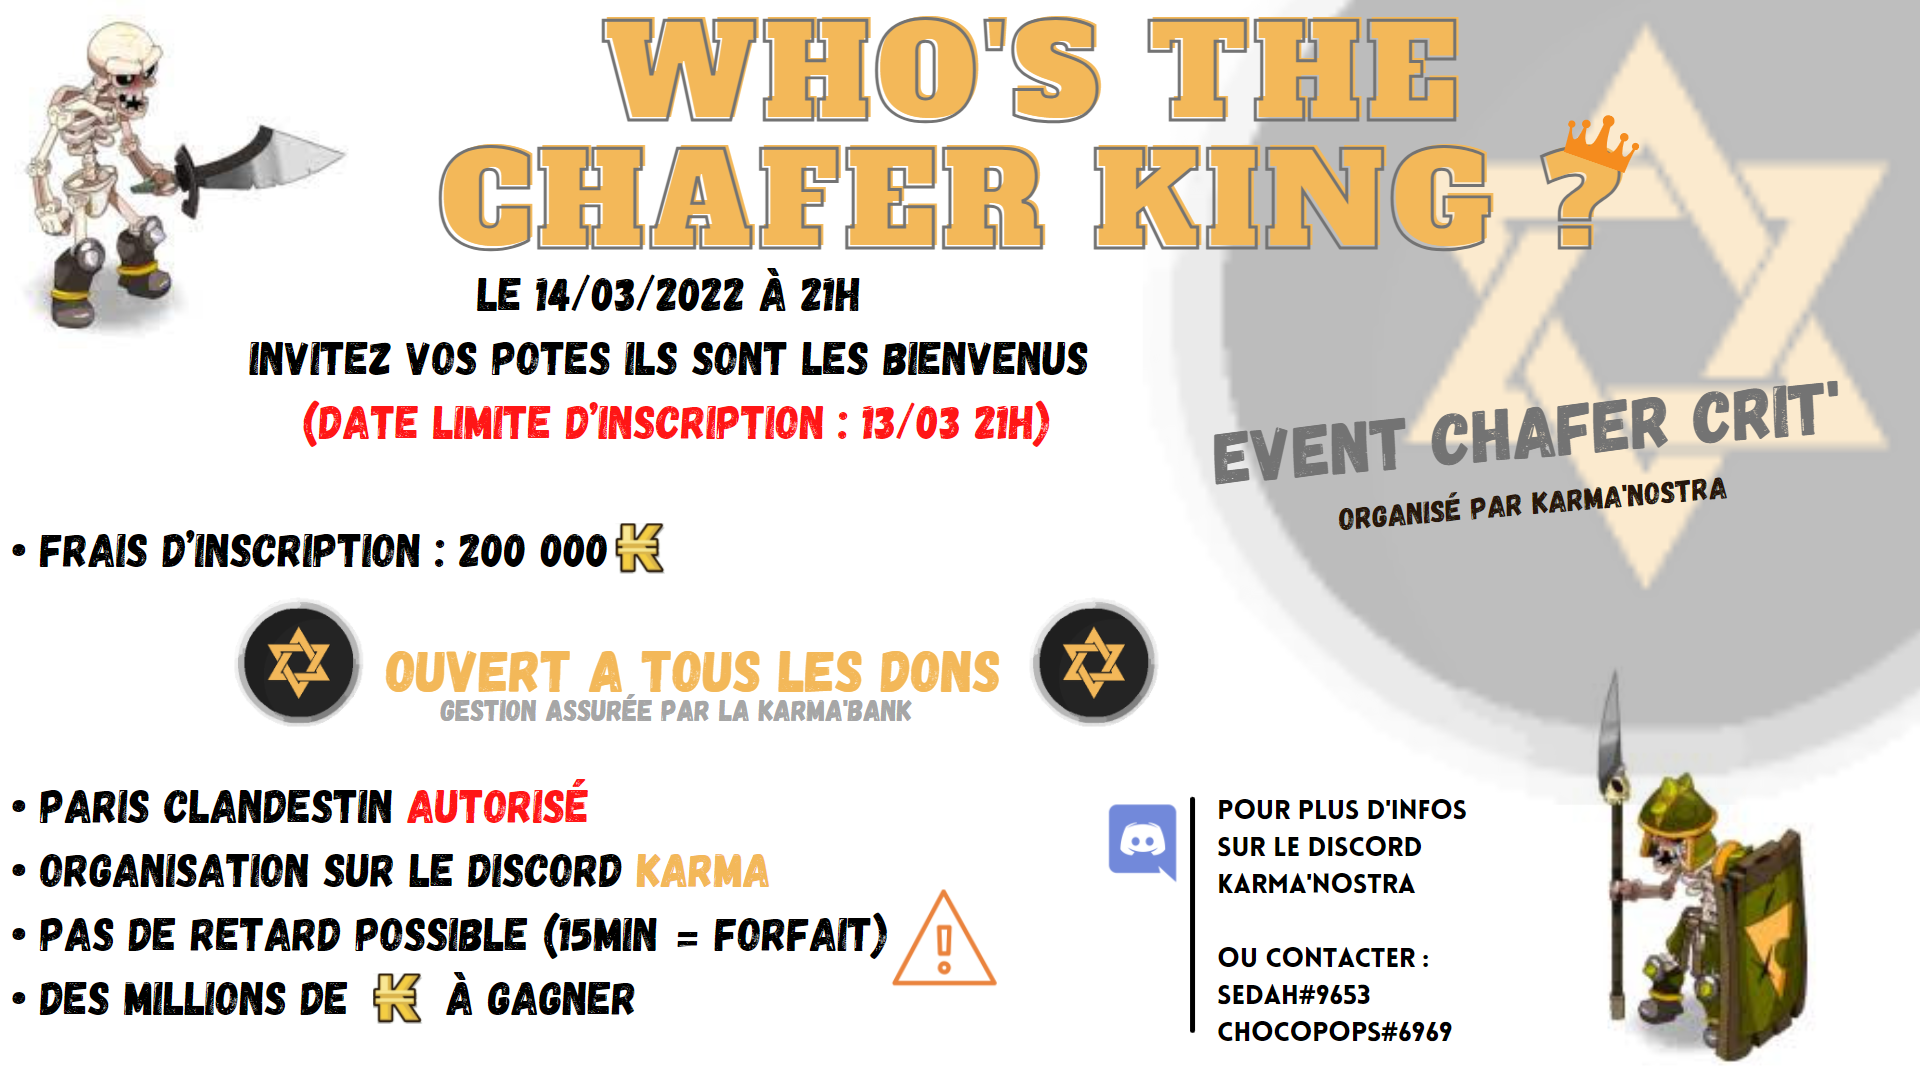 WHO'S THE
CHAFER KING ?
LE 14/03/2022 À 21H
INVITEZ VOS POTES ILS SONT LES BIENVENUS
(DATE LIMITE D'INSCRIPTION : 13/03 21H)
EVENT CHAFER CRIT'
ORGANISÉ PAR KARMA'NOSTRA
• FRAIS D'INSCRIPTION : 200 000
OUVERT A TOUS LES DONS
GESTION ASSURÉE PAR LA KARMA'BANK
• PARIS CLANDESTIN AUTORISÉ
• ORGANISATION SUR LE DISCORD KARMA
• PAS DE RETARD POSSIBLE (15MIN = FORFAIT)
• DES MILLIONS DE À GAGNER
POUR PLUS D'INFOS
SUR LE DISCORD
KARMA'NOSTRA
OU CONTACTER :
SEDAH#9653
CHOCOPOPS#6969